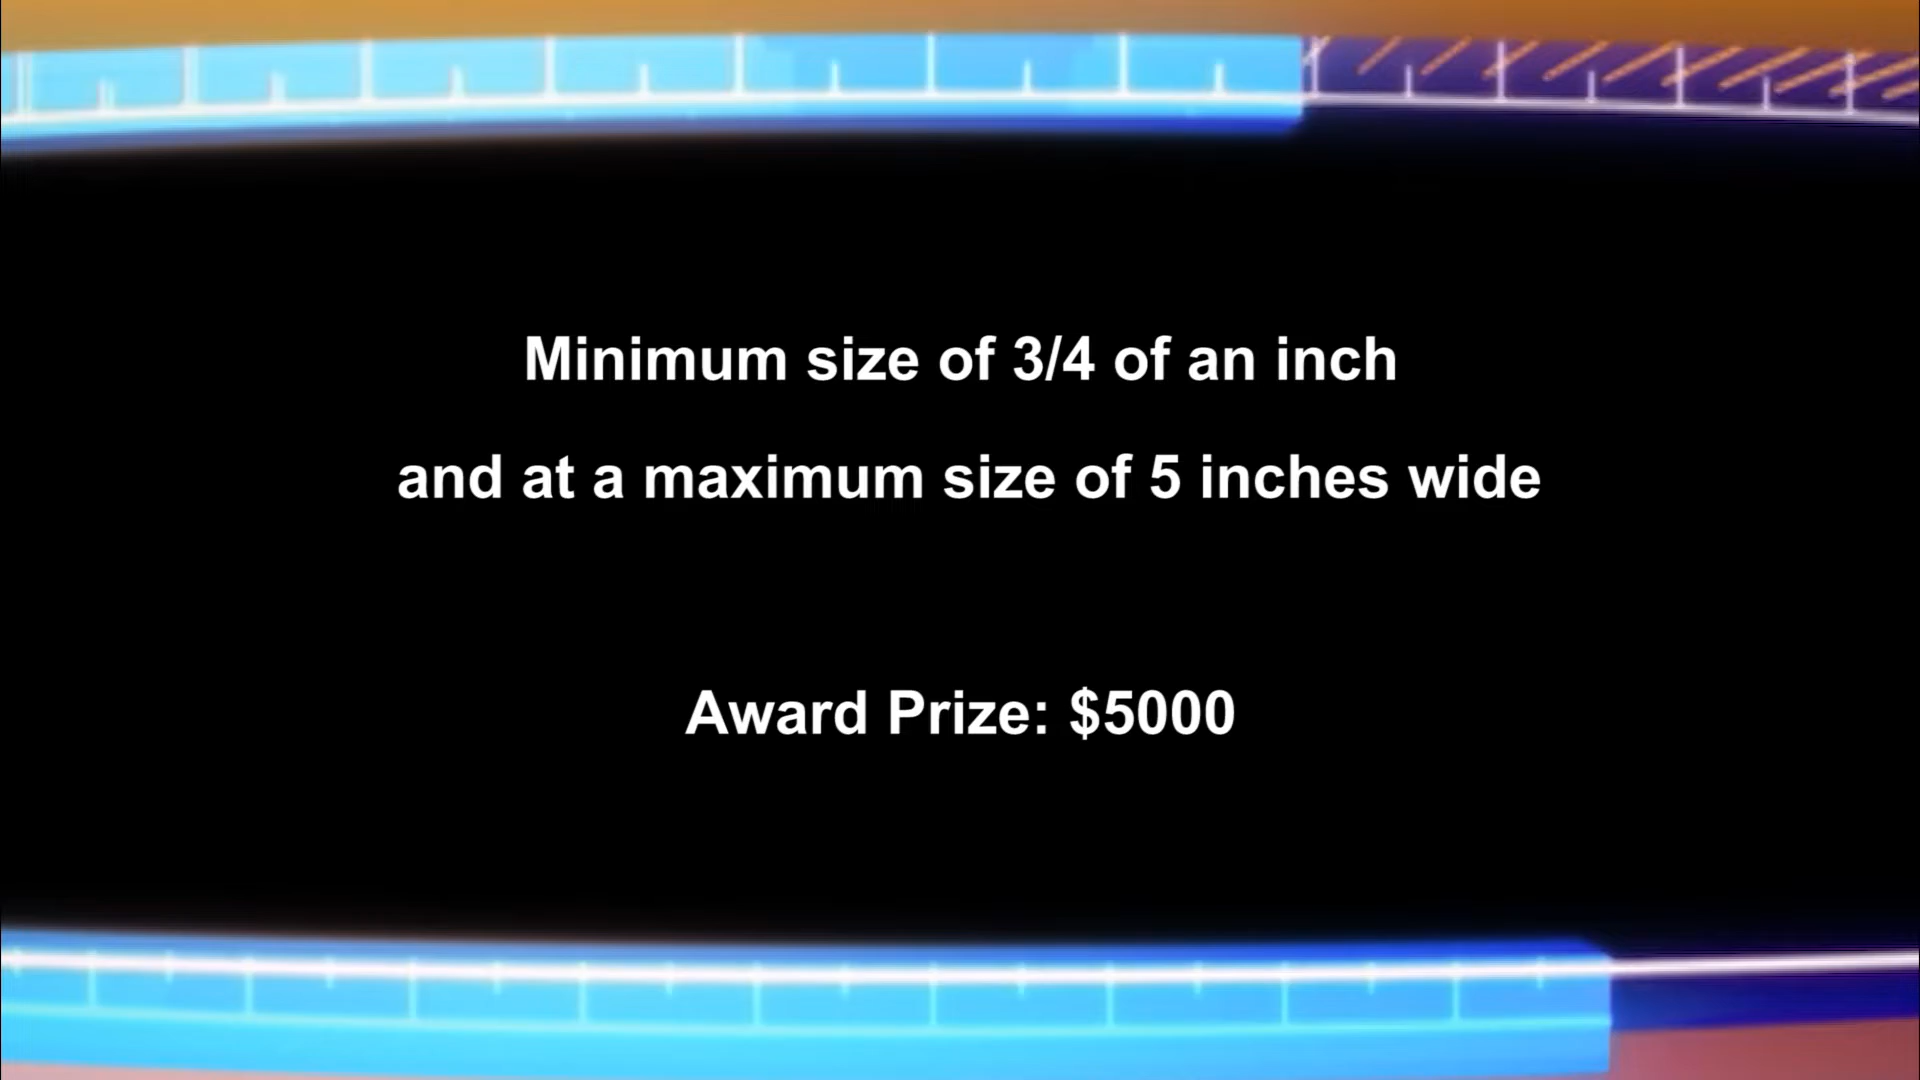 Minimum size of 3/4 of an inch
and at a maximum size of 5 inches wide
Award Prize: $5000